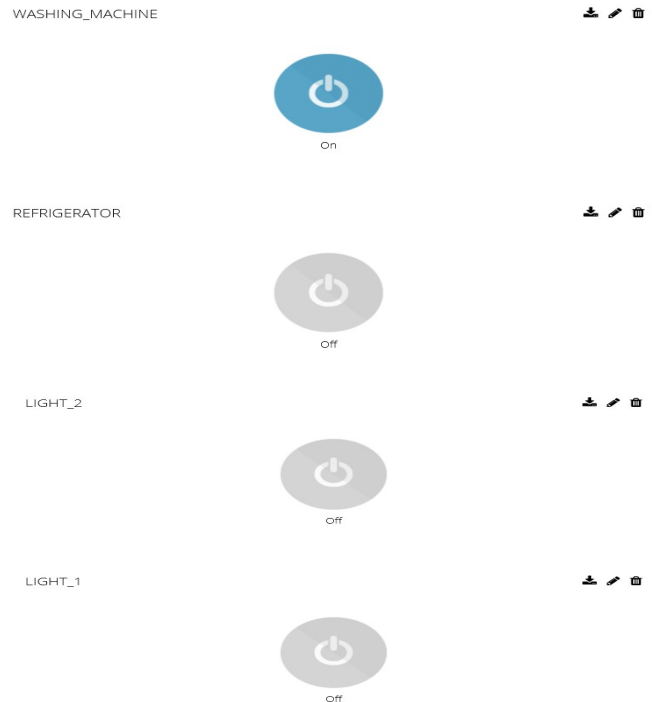 WASHING_MACHINE
On
REFRIGERATOR
Off
LIGHT_2
Off
LIGHT_1
Off